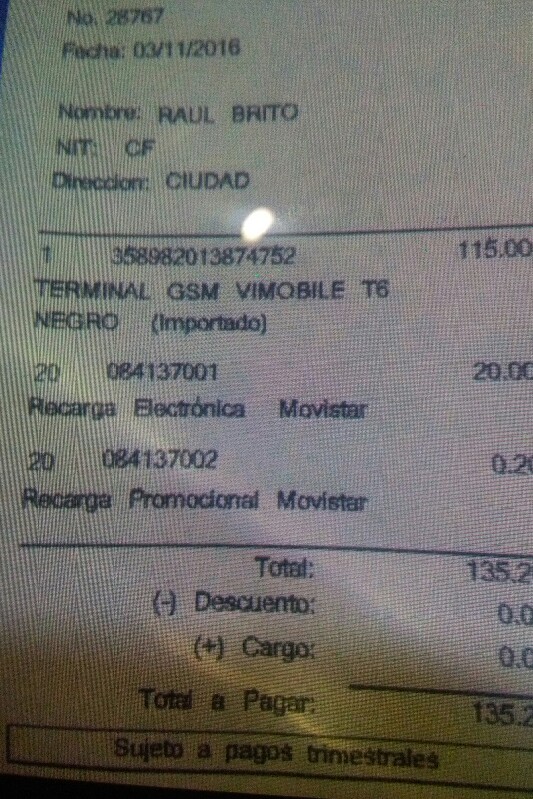 No. 28767
Fecha: 03/11/2016
Nombre: RAUL BRITO
NIT: CF
Direccion: CIUDAD
1 358982013874752 115.00
TERMINAL GSM VIMOBILE T6
NEGRO (Importado)
20 084137001 20.00
Recarga Electrónica Movistar
20 084137002 0.20
Recarga Promocional Movistar
Total: 135.2
(-) Descuento: 0.0
(+) Cargo: 0.0
Total a Pagar: 135.2
Sujeto a pagos trimestrales